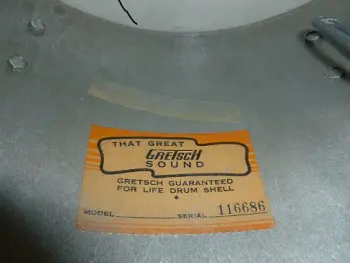 THAT GREAT
GRETSCH
SOUND
GRETSCH GUARANTEED
FOR LIFE DRUM SHELL
MODEL SERIAL 116686